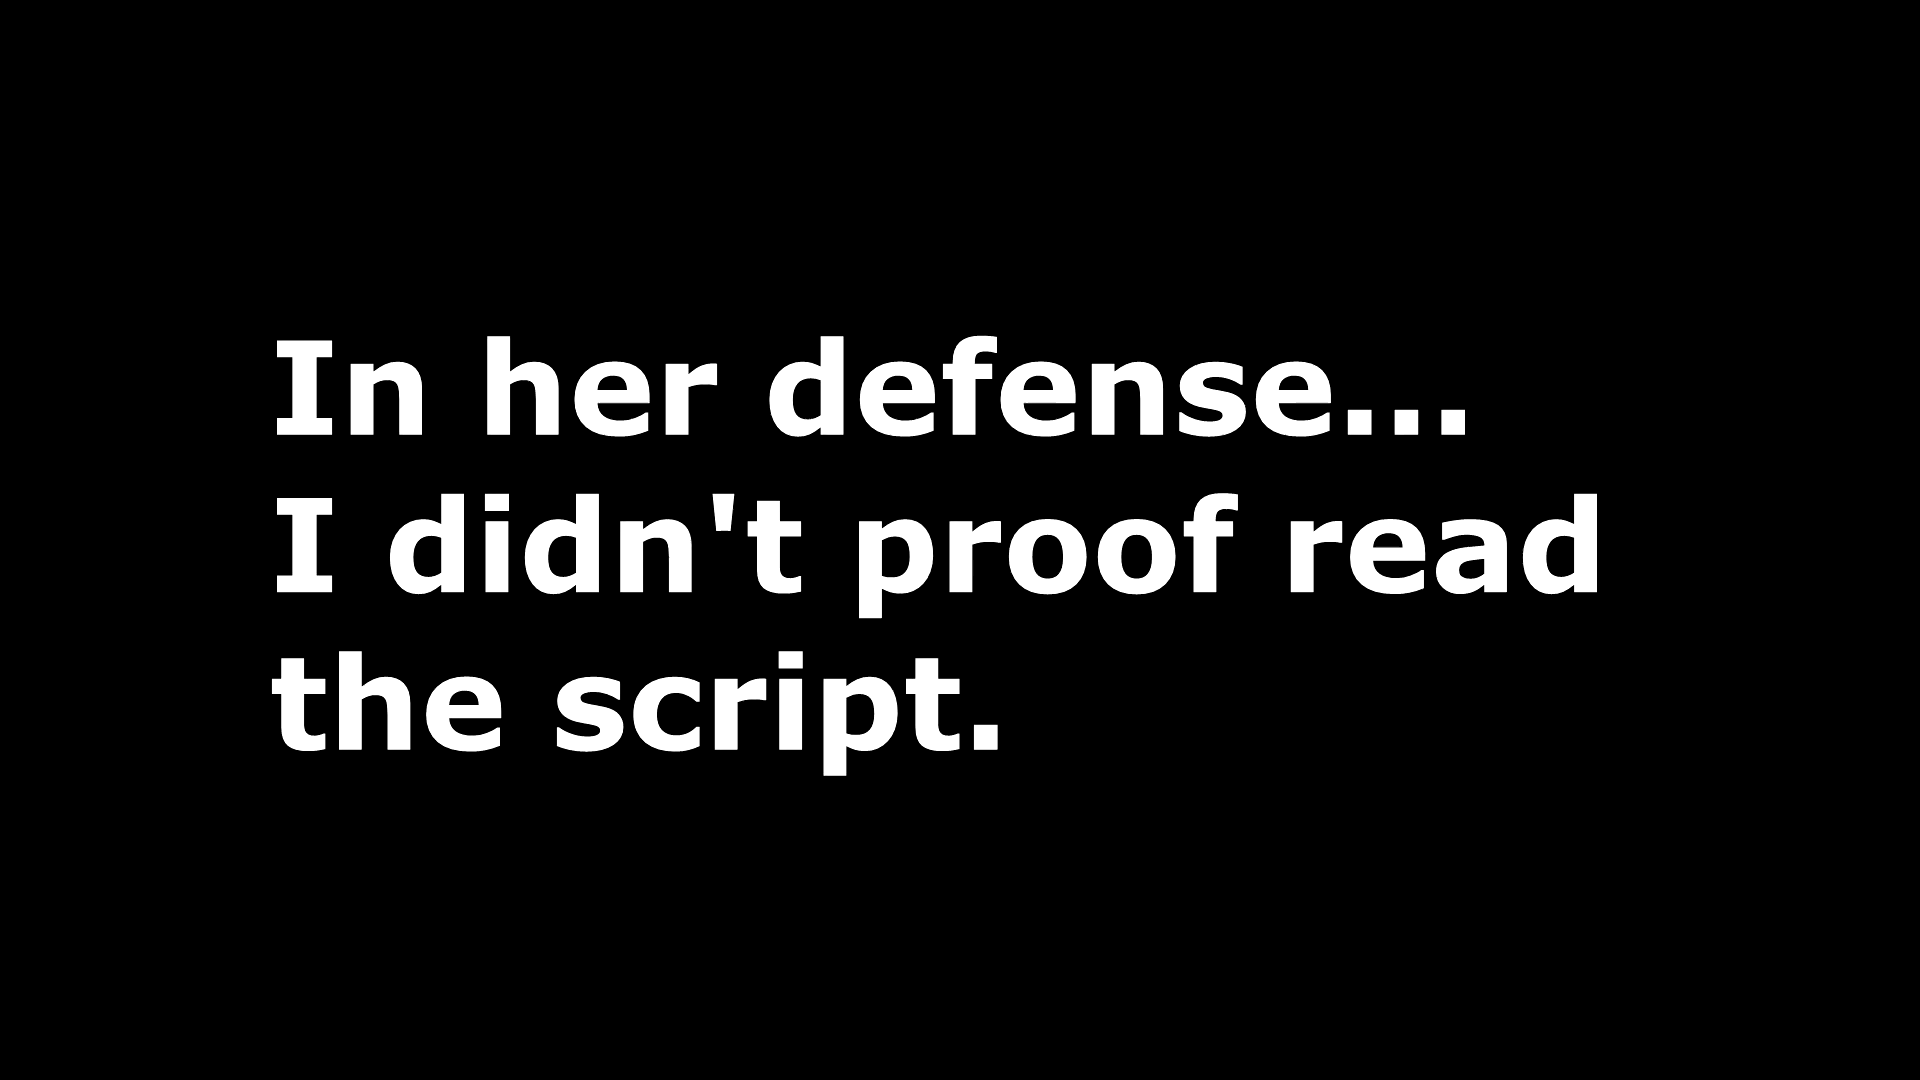 In her defense...
I didn't proof read
the script.